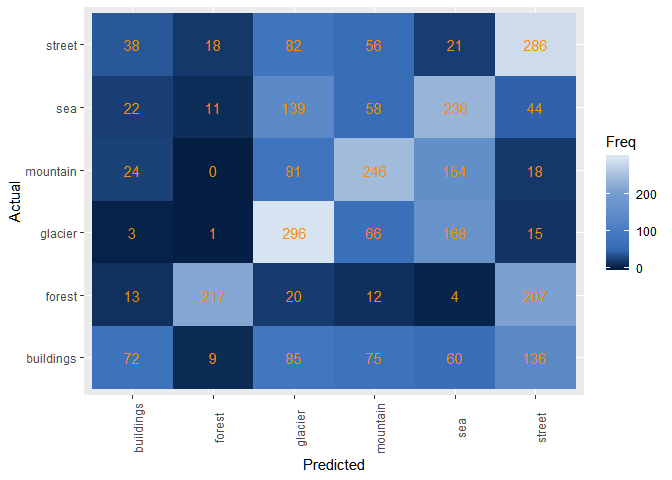 street 38 18 82 56 21 286
sea 22 11 139 58 236 44
mountain 24 0 81 246 154 18
glacier 3 1 296 66 168 15
forest 13 217 20 12 4 207
buildings 72 9 85 75 60 136
buildings forest glacier mountain sea street
Predicted
Actual
Freq
200
100
0